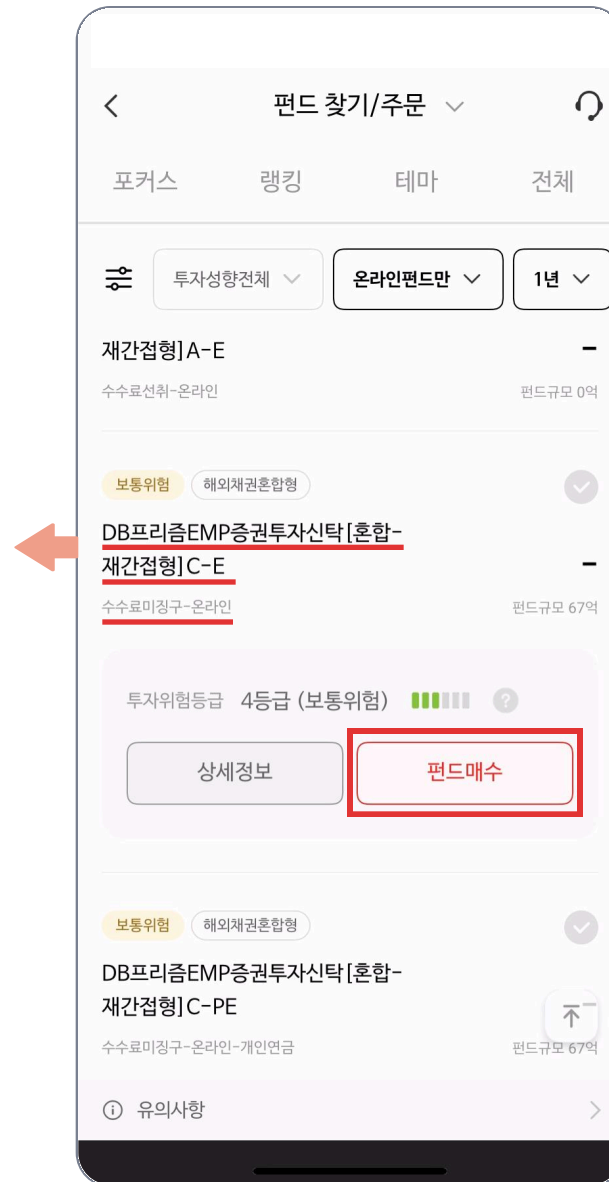 펀드 찾기/주문
포커스 랭킹 테마 전체
투자성향전체 온라인펀드만 1년
재간접형]A-E –
수수료선취-온라인 펀드규모 0억
보통위험 해외채권혼합형
DB프리즘EMP증권투자신탁[혼합-
재간접형]C-E –
수수료미징구-온라인 펀드규모 67억
투자위험등급 4등급 (보통위험) ?
상세정보 펀드매수
보통위험 해외채권혼합형
DB프리즘EMP증권투자신탁[혼합-
재간접형]C-PE –
수수료미징구-온라인-개인연금 펀드규모 67억
유의사항